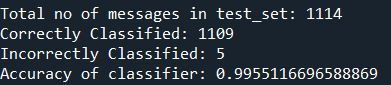 Total no of messages in test_set: 1114
Correctly Classified: 1109
Incorrectly Classified: 5
Accuracy of classifier: 0.9955116696588869